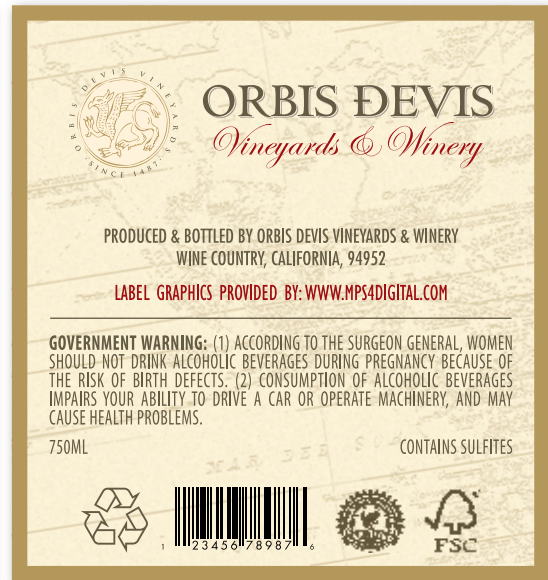 ORBIS DEVIS VINEYARDS
· SINCE 1487 ·
ORBIS ĐEVIS
Vineyards & Winery
PRODUCED & BOTTLED BY ORBIS DEVIS VINEYARDS & WINERY
WINE COUNTRY, CALIFORNIA, 94952
LABEL GRAPHICS PROVIDED BY: WWW.MPS4DIGITAL.COM
GOVERNMENT WARNING: (1) ACCORDING TO THE SURGEON GENERAL, WOMEN
SHOULD NOT DRINK ALCOHOLIC BEVERAGES DURING PREGNANCY BECAUSE OF
THE RISK OF BIRTH DEFECTS. (2) CONSUMPTION OF ALCOHOLIC BEVERAGES
IMPAIRS YOUR ABILITY TO DRIVE A CAR OR OPERATE MACHINERY, AND MAY
CAUSE HEALTH PROBLEMS.
750ML CONTAINS SULFITES
MAR DEL
1 23456 78987 6
FSC